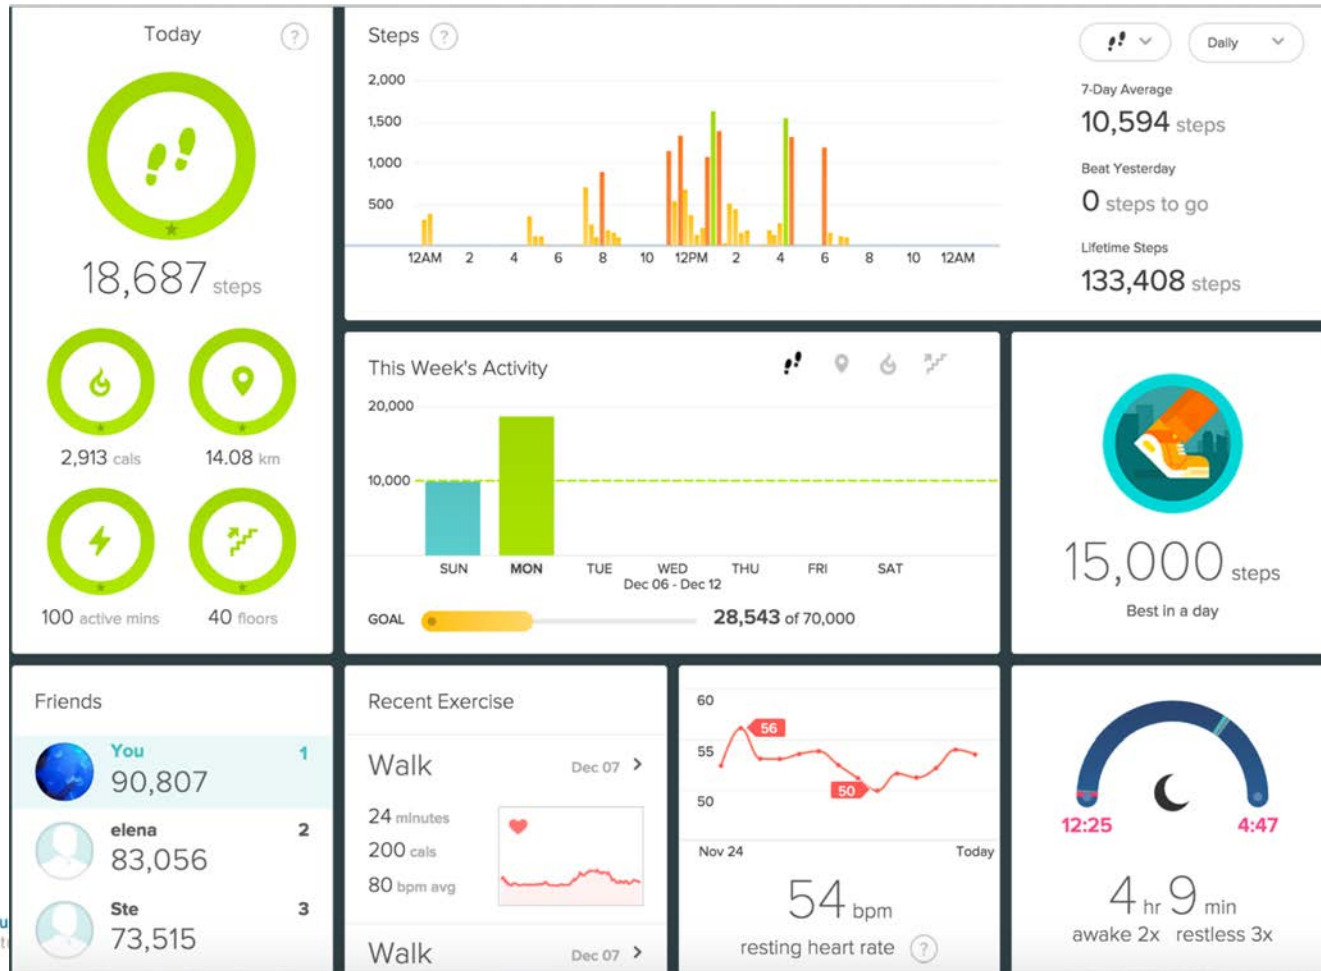 Today ?
18,687 steps
2,913 cals 14.08 km
100 active mins 40 floors
Steps ?
Daily
2,000
1,500
1,000
500
12AM 2 4 6 8 10 12PM 2 4 6 8 10 12AM
7-Day Average
10,594 steps
Beat Yesterday
0 steps to go
Lifetime Steps
133,408 steps
This Week's Activity
20,000
10,000
SUN MON TUE WED THU FRI SAT
Dec 06 - Dec 12
GOAL 28,543 of 70,000
15,000 steps
Best in a day
Friends
You 1
90,807
elena 2
83,056
Ste 3
73,515
Recent Exercise
Walk Dec 07 >
24 minutes
200 cals
80 bpm avg
Walk Dec 07 >
60
55
50
56
50
Nov 24 Today
54 bpm
resting heart rate ?
12:25 4:47
4 hr 9 min
awake 2x restless 3x